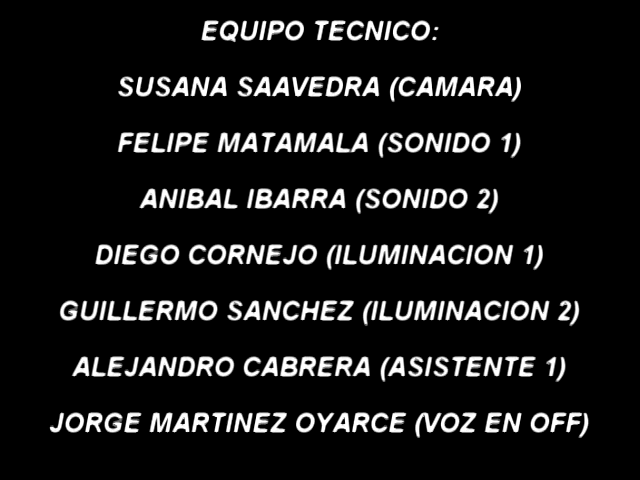 EQUIPO TECNICO:
SUSANA SAAVEDRA (CAMARA)
FELIPE MATAMALA (SONIDO 1)
ANIBAL IBARRA (SONIDO 2)
DIEGO CORNEJO (ILUMINACION 1)
GUILLERMO SANCHEZ (ILUMINACION 2)
ALEJANDRO CABRERA (ASISTENTE 1)
JORGE MARTINEZ OYARCE (VOZ EN OFF)